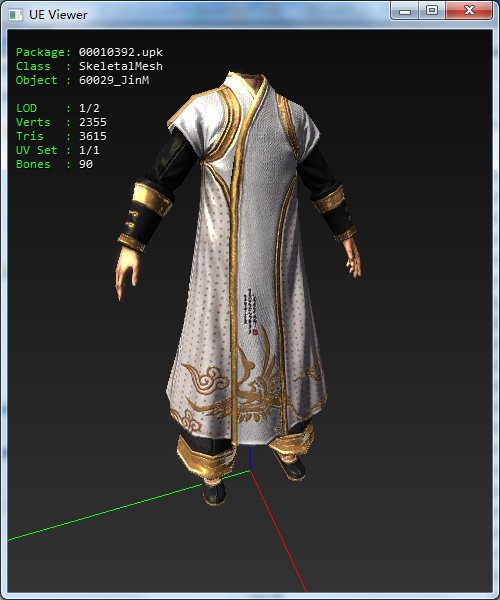 UE Viewer
Package: 00010392.upk
Class : SkeletalMesh
Object : 60029_JinM
LOD : 1/2
Verts : 2355
Tris : 3615
UV Set : 1/1
Bones : 90